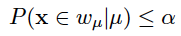 P(x ∈ w_μ|μ) ≤ α